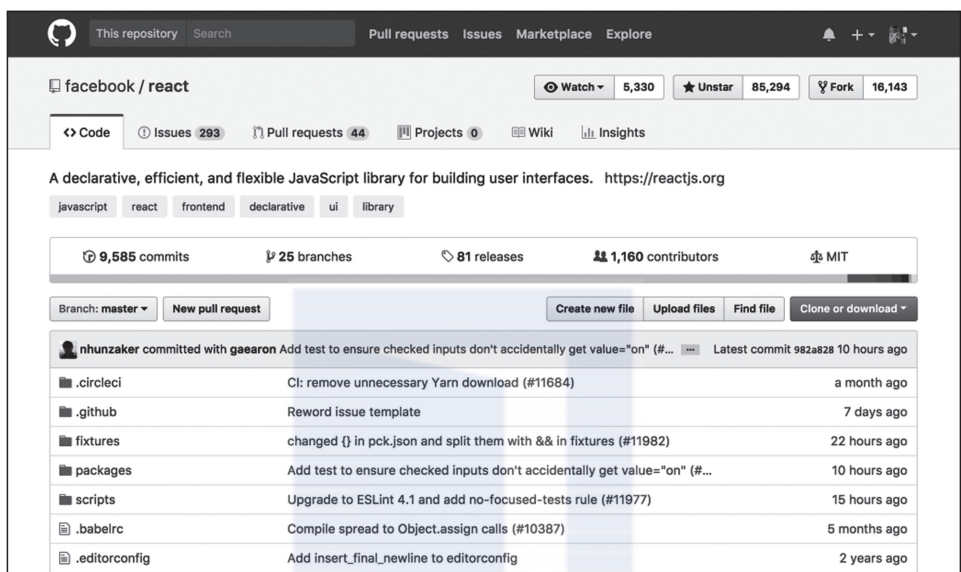 This repository Search Pull requests Issues Marketplace Explore
facebook / react Watch 5,330 Unstar 85,294 Fork 16,143
Code Issues 293 Pull requests 44 Projects 0 Wiki Insights
A declarative, efficient, and flexible JavaScript library for building user interfaces. https://reactjs.org
javascript react frontend declarative ui library
9,585 commits 25 branches 81 releases 1,160 contributors MIT
Branch: master New pull request Create new file Upload files Find file Clone or download
nhunzaker committed with gaearon Add test to ensure checked inputs don't accidentally get value="on" (#... ... Latest commit 982a828 10 hours ago
.circleci CI: remove unnecessary Yarn download (#11684) a month ago
.github Reword issue template 7 days ago
fixtures changed {} in pck.json and split them with && in fixtures (#11982) 22 hours ago
packages Add test to ensure checked inputs don't accidentally get value="on" (#... 10 hours ago
scripts Upgrade to ESLint 4.1 and add no-focused-tests rule (#11977) 15 hours ago
.babelrc Compile spread to Object.assign calls (#10387) 5 months ago
.editorconfig Add insert_final_newline to editorconfig 2 years ago